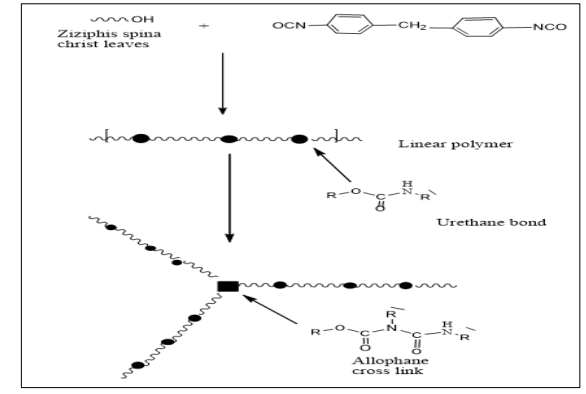 OH
Ziziphis spina
christ leaves
+
OCN
CH2
NCO
Linear polymer
R
O
C
O
H
N
R
Urethane bond
R
O
C
O
R
N
C
O
H
N
R
Allophane
cross link